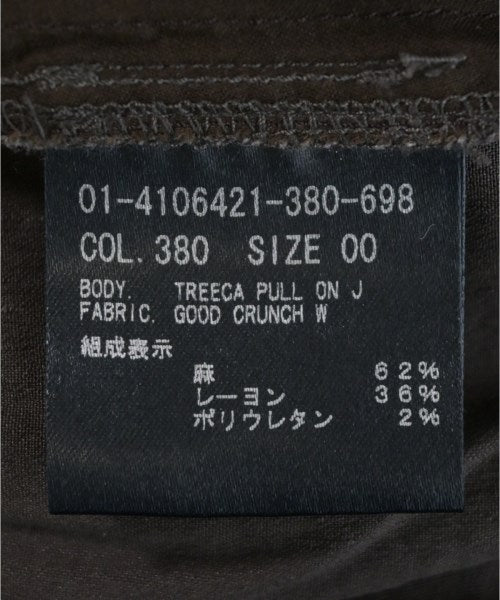 01-4106421-380-698
COL. 380 SIZE 00
BODY. TREECA PULL ON J
FABRIC. GOOD CRUNCH W
組成表示
麻 62%
レーヨン 36%
ポリウレタン 2%